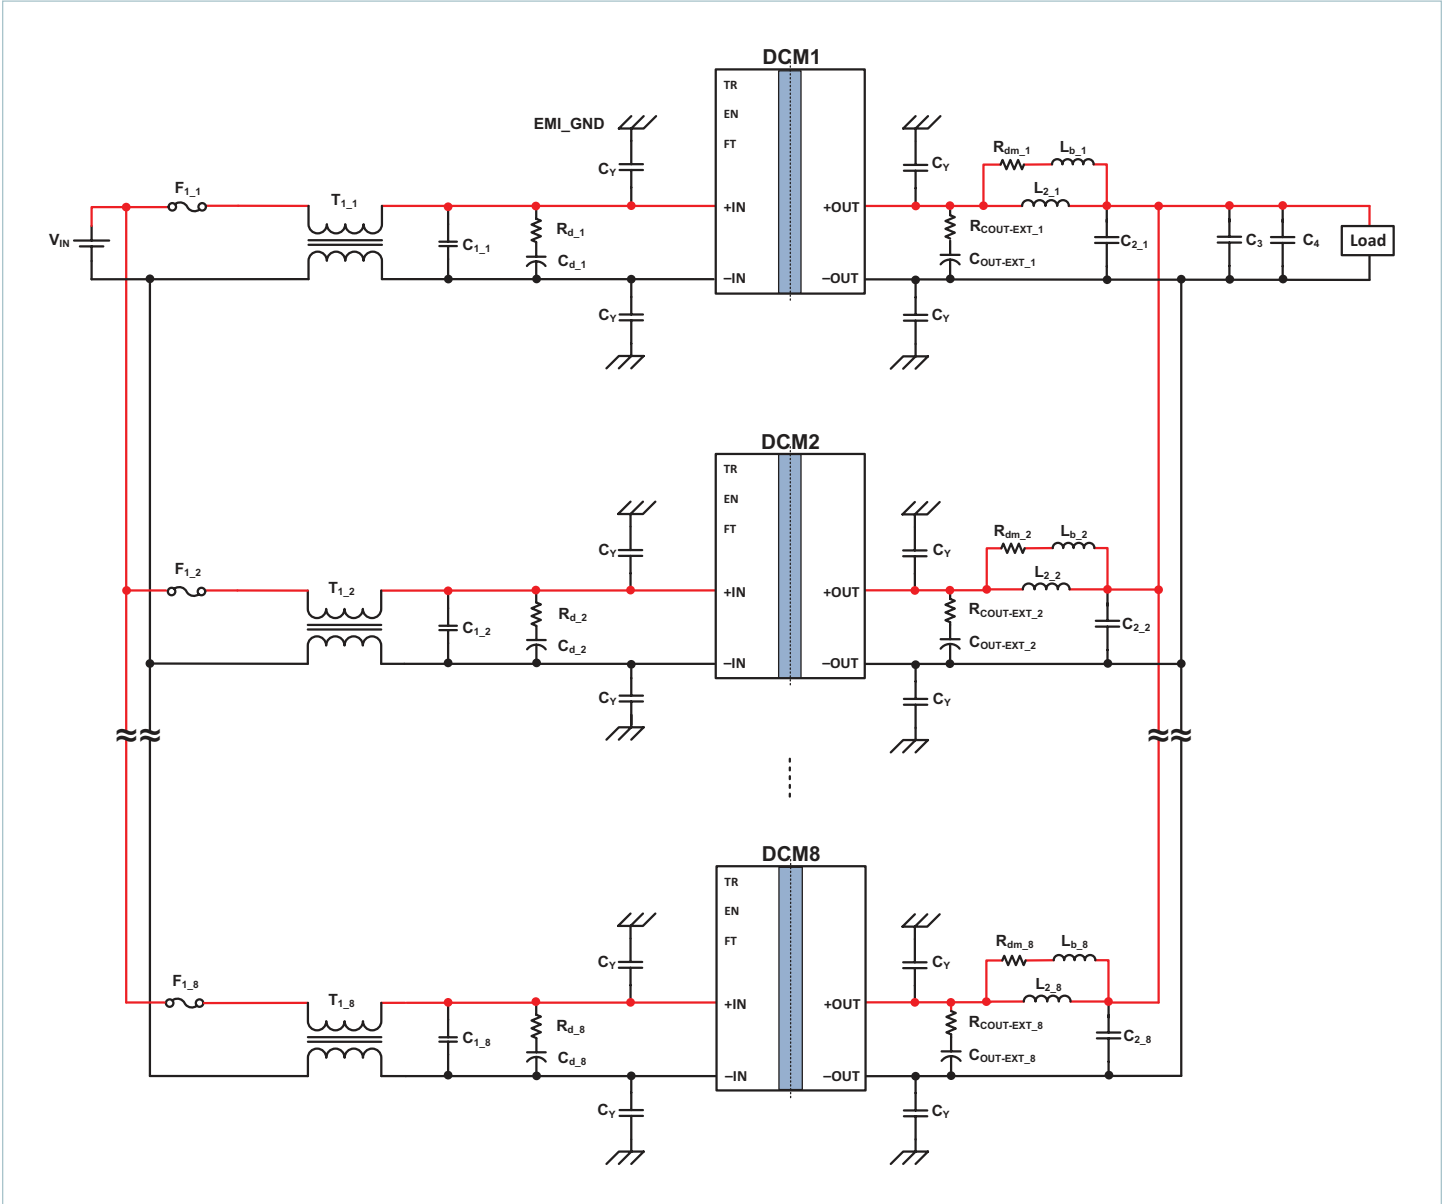 DCM1
TR
EN
FT
EMI_GND
CY
CY
Rdm_1
Lb_1
F1_1
T1_1
L2_1
VIN
C1_1
Rd_1
Cd_1
+IN
+OUT
RCOUT-EXT_1
COUT-EXT_1
C2_1
C3
C4
Load
–IN
–OUT
CY
CY
DCM2
TR
EN
FT
CY
CY
Rdm_2
Lb_2
F1_2
T1_2
L2_2
C1_2
Rd_2
Cd_2
+IN
+OUT
RCOUT-EXT_2
COUT-EXT_2
C2_2
–IN
–OUT
CY
CY
DCM8
TR
EN
FT
CY
CY
Rdm_8
Lb_8
F1_8
T1_8
L2_8
C1_8
Rd_8
Cd_8
+IN
+OUT
RCOUT-EXT_8
COUT-EXT_8
C2_8
–IN
–OUT
CY
CY